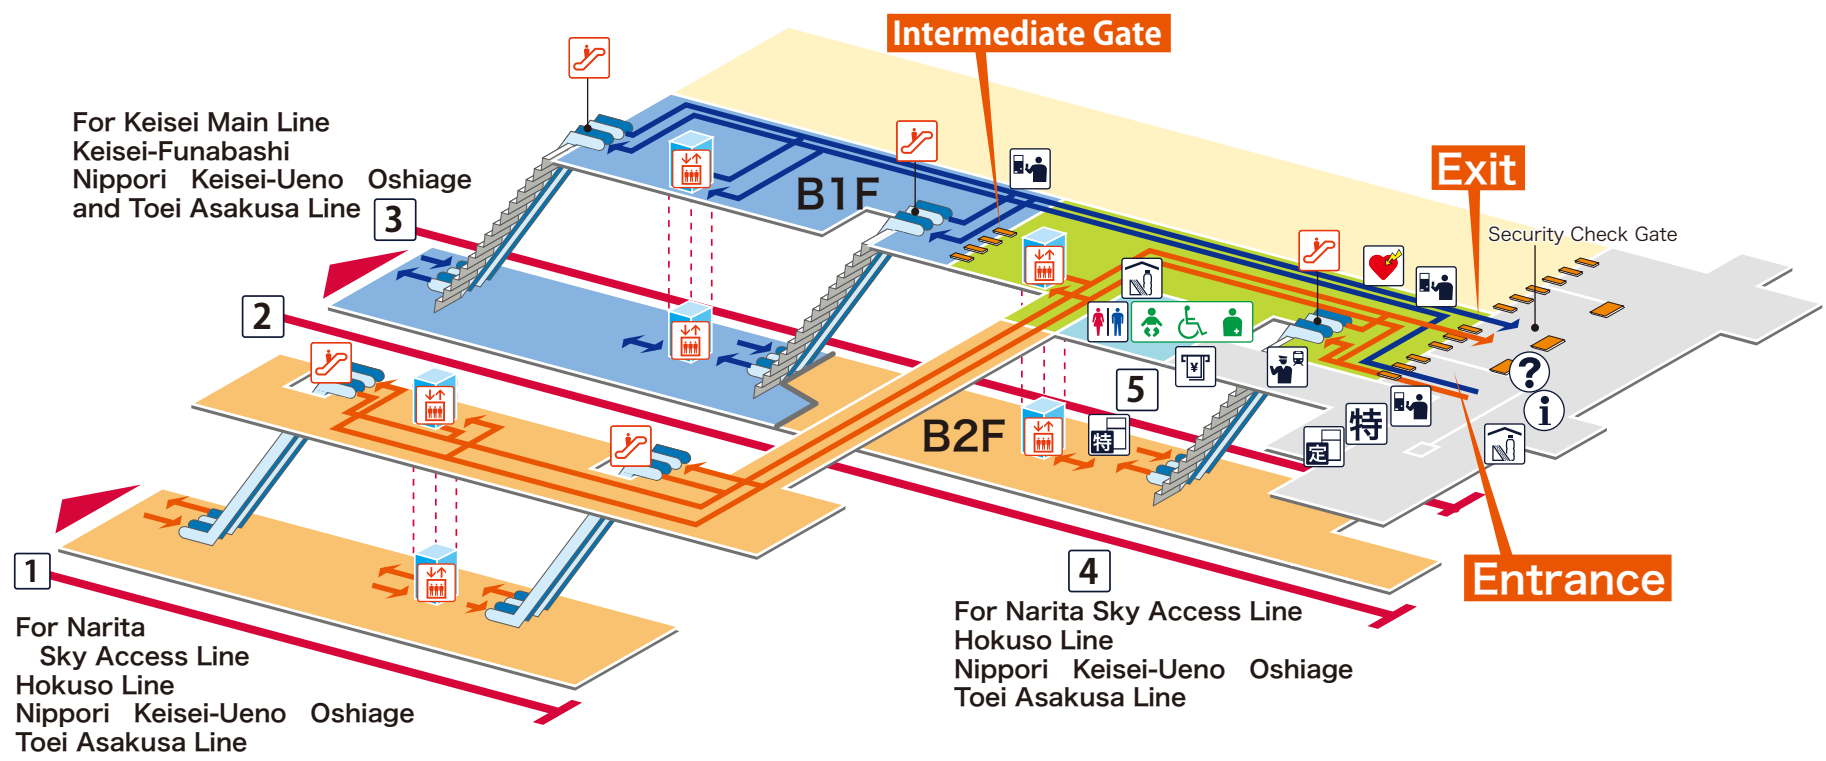 Intermediate Gate
For Keisei Main Line
Keisei-Funabashi
Nippori Keisei-Ueno Oshiage
and Toei Asakusa Line
3
B1F
Exit
Security Check Gate
2
¥
5
?
i
B2F
特
特
定
1
4
Entrance
For Narita
Sky Access Line
Hokuso Line
Nippori Keisei-Ueno Oshiage
Toei Asakusa Line
For Narita Sky Access Line
Hokuso Line
Nippori Keisei-Ueno Oshiage
Toei Asakusa Line